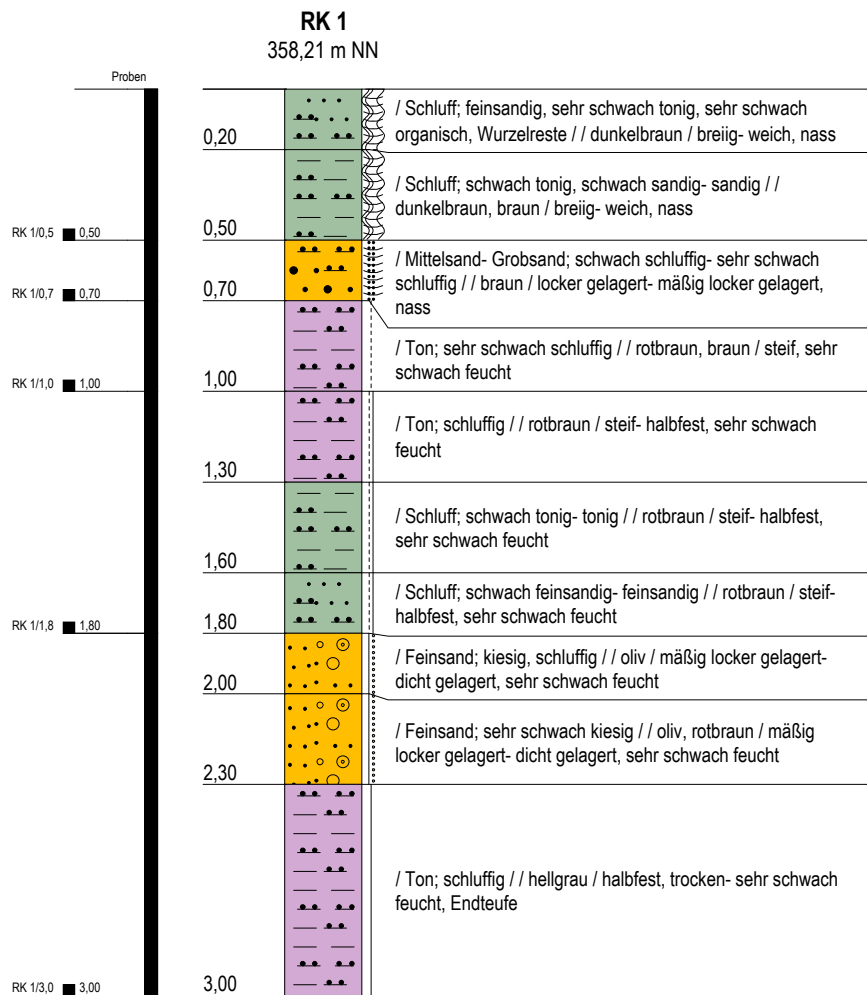 RK 1
358,21 m NN
Proben
0,20
/ Schluff; feinsandig, sehr schwach tonig, sehr schwach
organisch, Wurzelreste / / dunkelbraun / breiig- weich, nass
/ Schluff; schwach tonig, schwach sandig- sandig / /
dunkelbraun, braun / breiig- weich, nass
0,50
RK 1/0,5 0,50
/ Mittelsand- Grobsand; schwach schluffig- sehr schwach
schluffig / / braun / locker gelagert- mäßig locker gelagert,
nass
0,70
RK 1/0,7 0,70
/ Ton; sehr schwach schluffig / / rotbraun, braun / steif, sehr
schwach feucht
1,00
RK 1/1,0 1,00
/ Ton; schluffig / / rotbraun / steif- halbfest, sehr schwach
feucht
1,30
/ Schluff; schwach tonig- tonig / / rotbraun / steif- halbfest,
sehr schwach feucht
1,60
/ Schluff; schwach feinsandig- feinsandig / / rotbraun / steif-
halbfest, sehr schwach feucht
1,80
RK 1/1,8 1,80
/ Feinsand; kiesig, schluffig / / oliv / mäßig locker gelagert-
dicht gelagert, sehr schwach feucht
2,00
/ Feinsand; sehr schwach kiesig / / oliv, rotbraun / mäßig
locker gelagert- dicht gelagert, sehr schwach feucht
2,30
/ Ton; schluffig / / hellgrau / halbfest, trocken- sehr schwach
feucht, Endteufe
3,00
RK 1/3,0 3,00